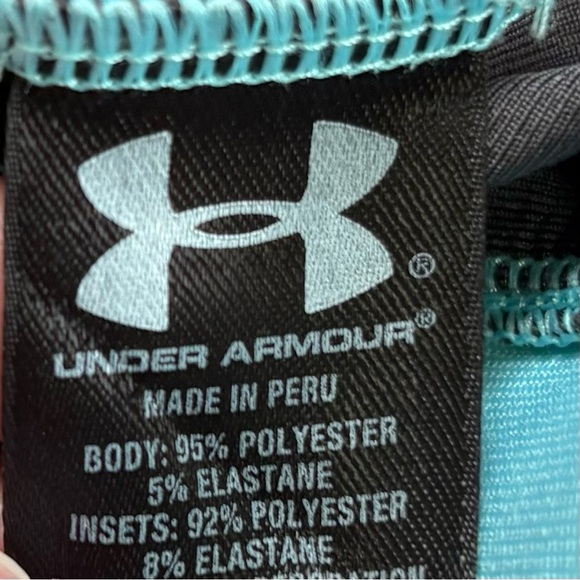 ®
UNDER ARMOUR®
MADE IN PERU
BODY: 95% POLYESTER
5% ELASTANE
INSETS: 92% POLYESTER
8% ELASTANE